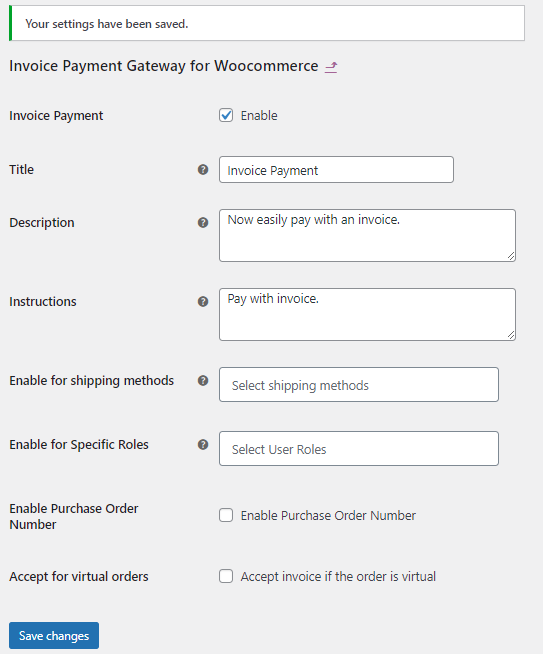 Your settings have been saved.
Invoice Payment Gateway for Woocommerce
Invoice Payment
Enable
Title
Invoice Payment
Description
Now easily pay with an invoice.
Instructions
Pay with invoice.
Enable for shipping methods
Select shipping methods
Enable for Specific Roles
Select User Roles
Enable Purchase Order
Number
Enable Purchase Order Number
Accept for virtual orders
Accept invoice if the order is virtual
Save changes